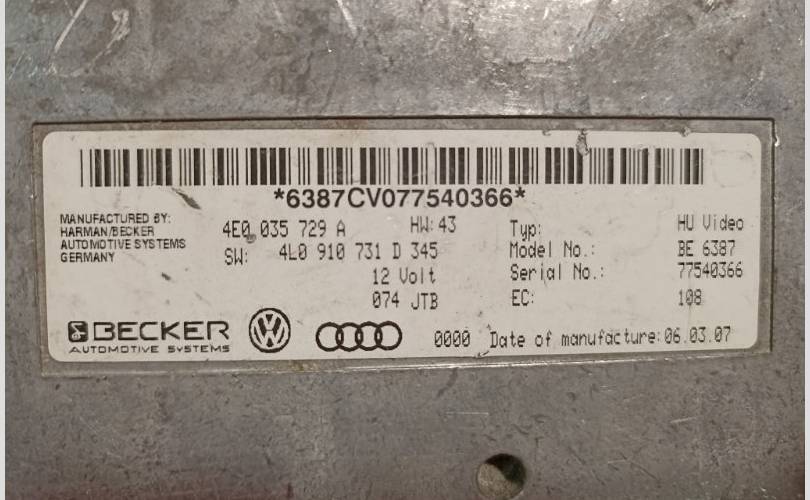 *6387CV077540366*
MANUFACTURED BY:
HARMAN/BECKER
AUTOMOTIVE SYSTEMS
GERMANY
4E0 035 729 A HW: 43
SW: 4L0 910 731 D 345
12 Volt
074 JTB
Typ: HU Video
Model No.: BE 6387
Serial No.: 77540366
EC: 108
BECKER
AUTOMOTIVE SYSTEMS
VW
0000 Date of manufacture: 06.03.07